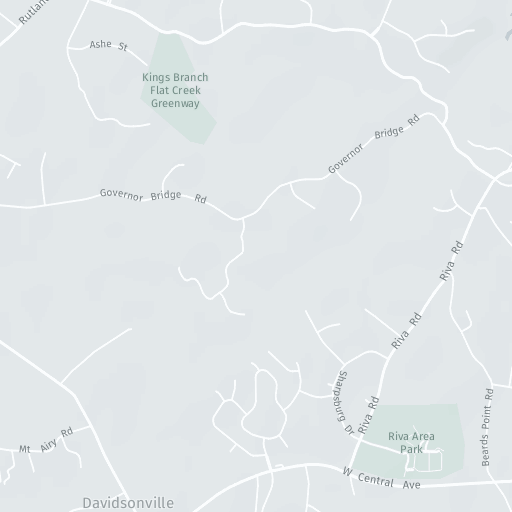 Rutlan
Ashe St
Kings Branch
Flat Creek
Greenway
Governor Bridge Rd
Governor Bridge Rd
Riva Rd
Riva Rd
Sharpsburg Dr
Riva Rd
Beards Point Rd
Mt Airy Rd
Riva Area
Park
W Central Ave
Davidsonville